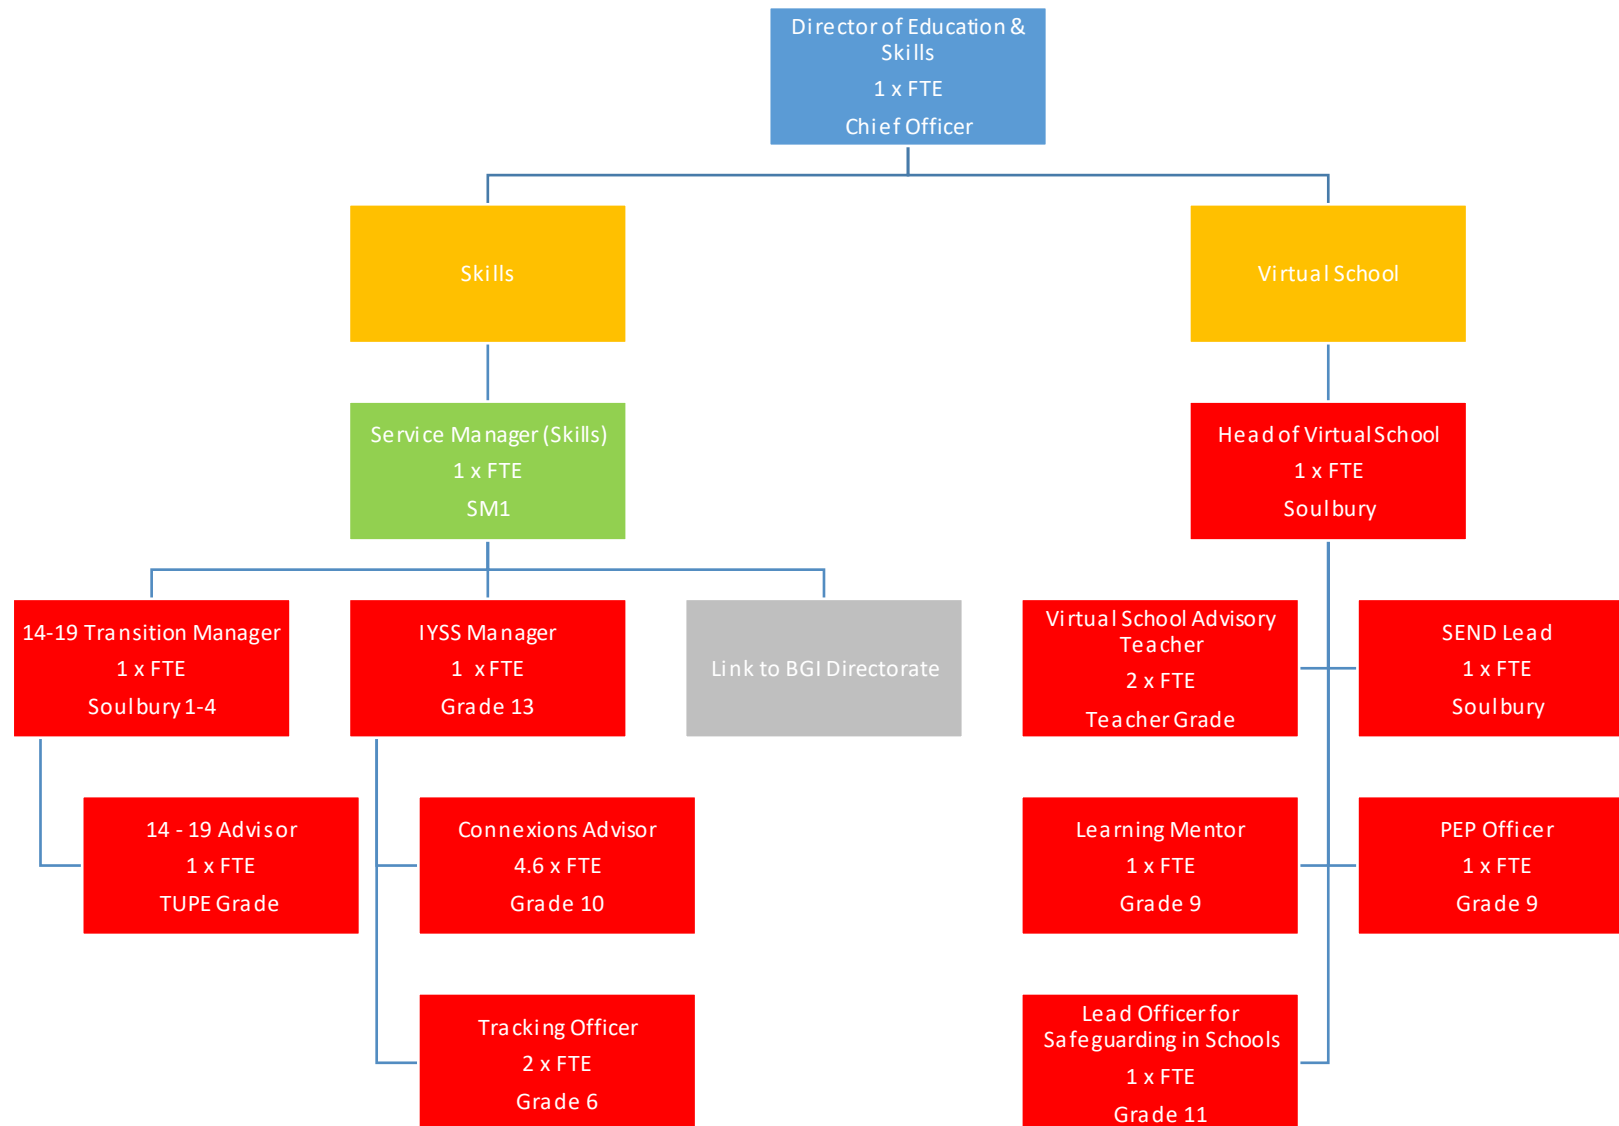 Director of Education &
Skills
1 x FTE
Chief Officer
Skills
Virtual School
Service Manager (Skills)
1 x FTE
SM1
Head of Virtual School
1 x FTE
Soulbury
14-19 Transition Manager
1 x FTE
Soulbury 1-4
IYSS Manager
1 x FTE
Grade 13
Link to BGI Directorate
Virtual School Advisory
Teacher
2 x FTE
Teacher Grade
SEND Lead
1 x FTE
Soulbury
14 - 19 Advisor
1 x FTE
TUPE Grade
Connexions Advisor
4.6 x FTE
Grade 10
Learning Mentor
1 x FTE
Grade 9
PEP Officer
1 x FTE
Grade 9
Tracking Officer
2 x FTE
Grade 6
Lead Officer for
Safeguarding in Schools
1 x FTE
Grade 11